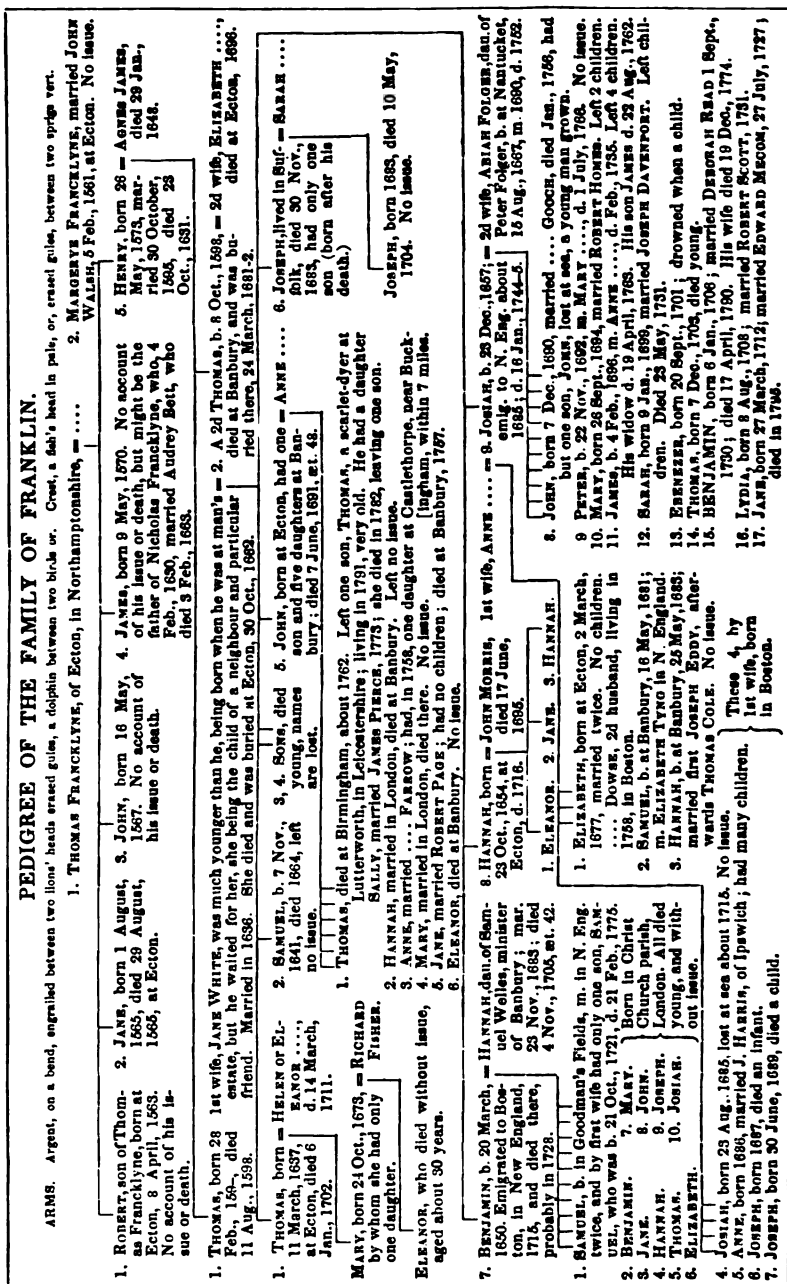 PEDIGREE OF THE FAMILY OF FRANKLIN.
ARMS. Argent, on a bend, engrailed between two lions' heads erased gules, a dolphin between two birds or. Crest, a fish's head in pale, or, erased gules, between two sprigs vert.
1. THOMAS FRANCKLYNE, of Ecton, in Northamptonshire, = ....
2. MARGERYE FRANCKLYNE, married JOHN
WALSH, 5 Feb., 1561, at Ecton. No issue.
1. ROBERT, son of Thom-
as Francklyne, born at
Ecton, 8 April, 1563.
No account of his is-
sue or death.
2. JANE, born 1 August,
1565, died 29 August,
1565, at Ecton.
3. JOHN, born 16 May,
1567. No account of
his issue or death.
4. JAMES, born 9 May, 1570. No account
of his issue or death, but might be the
father of Nicholas Francklyne, who, 4
Feb., 1630, married Audrey Bett, who
died 3 Feb., 1663.
5. HENRY, born 26 = AGNES JAMES,
May, 1573, mar-
ried 30 October,
1595, died 23
Oct., 1631.
died 29 Jan.,
1648.
1. THOMAS, born 28
Feb., 159-, died
11 Aug., 1598.
1st wife, JANE WHITE, was much younger than he, being born when he was at man's = 2. A 2d THOMAS, b. 8 Oct., 1598, = 2d wife, ELIZABETH ....,
estate, but he waited for her, she being the child of a neighbour and particular
friend. Married in 1636. She died and was buried at Ecton, 30 Oct., 1662.
died at Banbury, and was bu-
ried there, 24 March, 1681-2.
died at Ecton, 1696.
1. THOMAS, born = HELEN or EL-
11 March, 1637,
at Ecton, died 6
Jan., 1702.
EANOR ....,
d. 14 March,
1711.
2. SAMUEL, b. 7 Nov.,
1641, died 1664, left
no issue.
3, 4. SONS, died
young, names
are lost.
5. JOHN, born at Ecton, had one = ANNE ....
son and five daughters at Ban-
bury; died 7 June, 1691, æt. 48.
6. JOSEPH, lived in Suf- = SARAH ....
folk, died 30 Nov.,
1683, had only one
son (born after his
death.)
JOSEPH, born 1683, died 10 May,
1704. No issue.
MARY, born 24 Oct., 1673, = RICHARD
by whom she had only FISHER.
one daughter.
ELEANOR, who died without issue,
aged about 30 years.
1. THOMAS, died at Birmingham, about 1762. Left one son, THOMAS, a scarlet-dyer at
Lutterworth, in Leicestershire; living in 1791, very old. He had a daughter
SALLY, married JAMES PIERCE, 1773; she died in 1782, leaving one son.
2. HANNAH, married in London, died at Banbury. Left no issue.
3. ANNE, married .... FARROW; had, in 1758, one daughter at Castlethorpe, near Buck-
4. MARY, married in London, died there. No issue. [ingham, within 7 miles.
5. JANE, married ROBERT PAGE; had no children; died at Banbury, 1757.
6. ELEANOR, died at Banbury. No issue.
7. BENJAMIN, b. 20 March, = HANNAH, dau. of Sam-
1650. Emigrated to Bos-
ton, in New England,
1715, and died there,
probably in 1728.
uel Welles, minister
of Banbury; mar.
23 Nov., 1683; died
4 Nov., 1705, æt. 42.
8. HANNAH, born = JOHN MORRIS,
23 Oct., 1654, at
Ecton, d. 1716.
died 17 June,
1695.
1st wife, ANNE .... = 9. JOSIAH, b. 23 Dec., 1657; = 2d wife, ABIAH FOLGER, dau. of
emig. to N. Eng. about
1685; d. 16 Jan., 1744-5.
Peter Folger, b. at Nantucket,
15 Aug., 1667, m. 1690, d. 1752.
1. SAMUEL, b. in Goodman's Fields, m. in N. Eng.
twice, and by first wife had only one son, SAM-
UEL, who was b. 21 Oct., 1721, d. 21 Feb., 1775.
2. BENJAMIN.
3. JANE.
4. HANNAH.
5. THOMAS.
6. ELIZABETH.
7. MARY.
8. JOHN.
9. JOSEPH.
10. JOSIAH.
Born in Christ
Church parish,
London. All died
young, and with-
out issue.
1. ELEANOR. 2. JANE. 3. HANNAH.
1. ELIZABETH, born at Ecton, 2 March,
1677, married twice. No children.
.... DOWSE, 2d husband, living in
1758, in Boston.
2. SAMUEL, b. at Banbury, 16 May, 1681;
m. ELIZABETH TYNG in N. England.
3. HANNAH, b. at Banbury, 25 May, 1683;
married first JOSEPH EDDY, after-
wards THOMAS COLE. No issue.
4. JOSIAH, born 23 Aug. 1685, lost at sea about 1715. No issue.
5. ANNE, born 1686, married J. HARRIS, of Ipswich; had many children.
6. JOSEPH, born 1687, died an infant.
7. JOSEPH, born 30 June, 1689, died a child.
These 4, by
1st wife, born
in Boston.
8. JOHN, born 7 Dec., 1690, married .... GOOCH, died Jan., 1756, had
but one son, JOHN, lost at sea, a young man grown.
9 PETER, b. 22 Nov., 1692, m. MARY ...., d. 1 July, 1766. No issue.
10. MARY, born 26 Sept., 1694, married ROBERT HOMES. Left 2 children.
11. JAMES, b. 4 Feb., 1696, m. ANNE ...., d. Feb., 1735. Left 4 children.
His widow d. 19 April, 1763. His son JAMES d. 22 Aug., 1762.
12. SARAH, born 9 Jan., 1699, married JOSEPH DAVENPORT. Left chil-
dren. Died 23 May, 1731.
13. EBENEZER, born 20 Sept., 1701; drowned when a child.
14. THOMAS, born 7 Dec., 1703, died young.
15. BENJAMIN, born 6 Jan., 1706; married DEBORAH READ 1 Sept.,
1730; died 17 April, 1790. His wife died 19 Dec., 1774.
16. LYDIA, born 8 Aug., 1708; married ROBERT SCOTT, 1731.
17. JANE, born 27 March, 1712; married EDWARD MECOM, 27 July, 1727;
died in 1795.